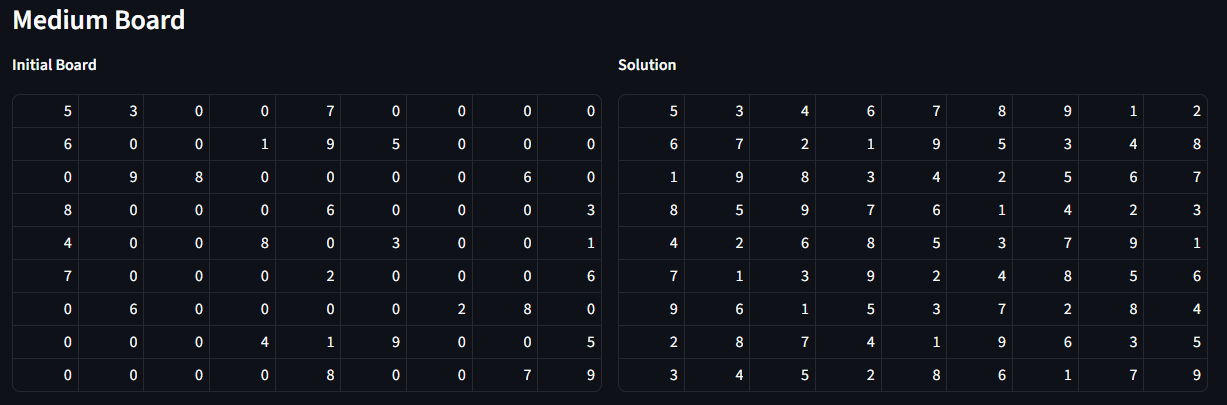 Medium Board
Initial Board Solution
5 3 0 0 7 0 0 0 0 5 3 4 6 7 8 9 1 2
6 0 0 1 9 5 0 0 0 6 7 2 1 9 5 3 4 8
0 9 8 0 0 0 0 6 0 1 9 8 3 4 2 5 6 7
8 0 0 0 6 0 0 0 3 8 5 9 7 6 1 4 2 3
4 0 0 8 0 3 0 0 1 4 2 6 8 5 3 7 9 1
7 0 0 0 2 0 0 0 6 7 1 3 9 2 4 8 5 6
0 6 0 0 0 0 2 8 0 9 6 1 5 3 7 2 8 4
0 0 0 4 1 9 0 0 5 2 8 7 4 1 9 6 3 5
0 0 0 0 8 0 0 7 9 3 4 5 2 8 6 1 7 9